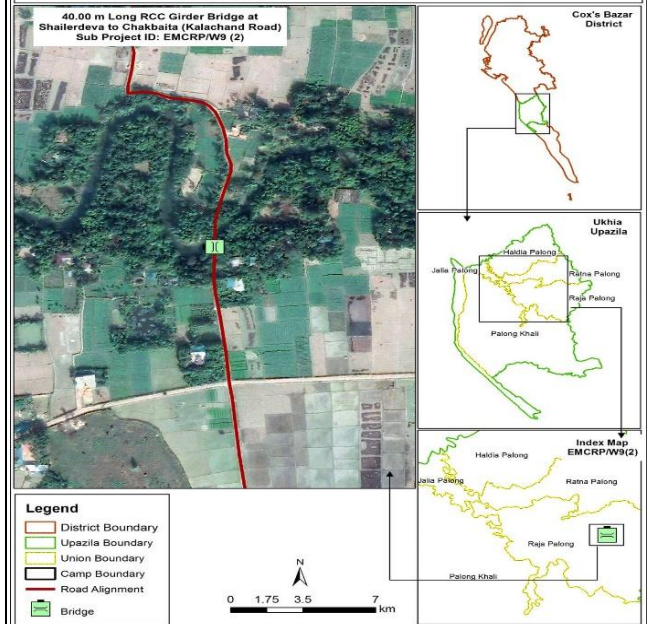 40.00 m Long RCC Girder Bridge at
Shailerdeva to Chakbaita (Kalachand Road)
Sub Project ID: EMCRP/W9 (2)
Cox's Bazar
District
Ukhia
Upazila
Haldia Palong
Jalia Palong
Ratna Palong
Raja Palong
Palong Khali
Index Map
EMCRP/W9(2)
Haldia Palong
Jalia Palong
Ratna Palong
Raja Palong
Palong Khali
Legend
District Boundary
Upazila Boundary
Union Boundary
Camp Boundary
Road Alignment
Bridge
N
0 1.75 3.5 7
km